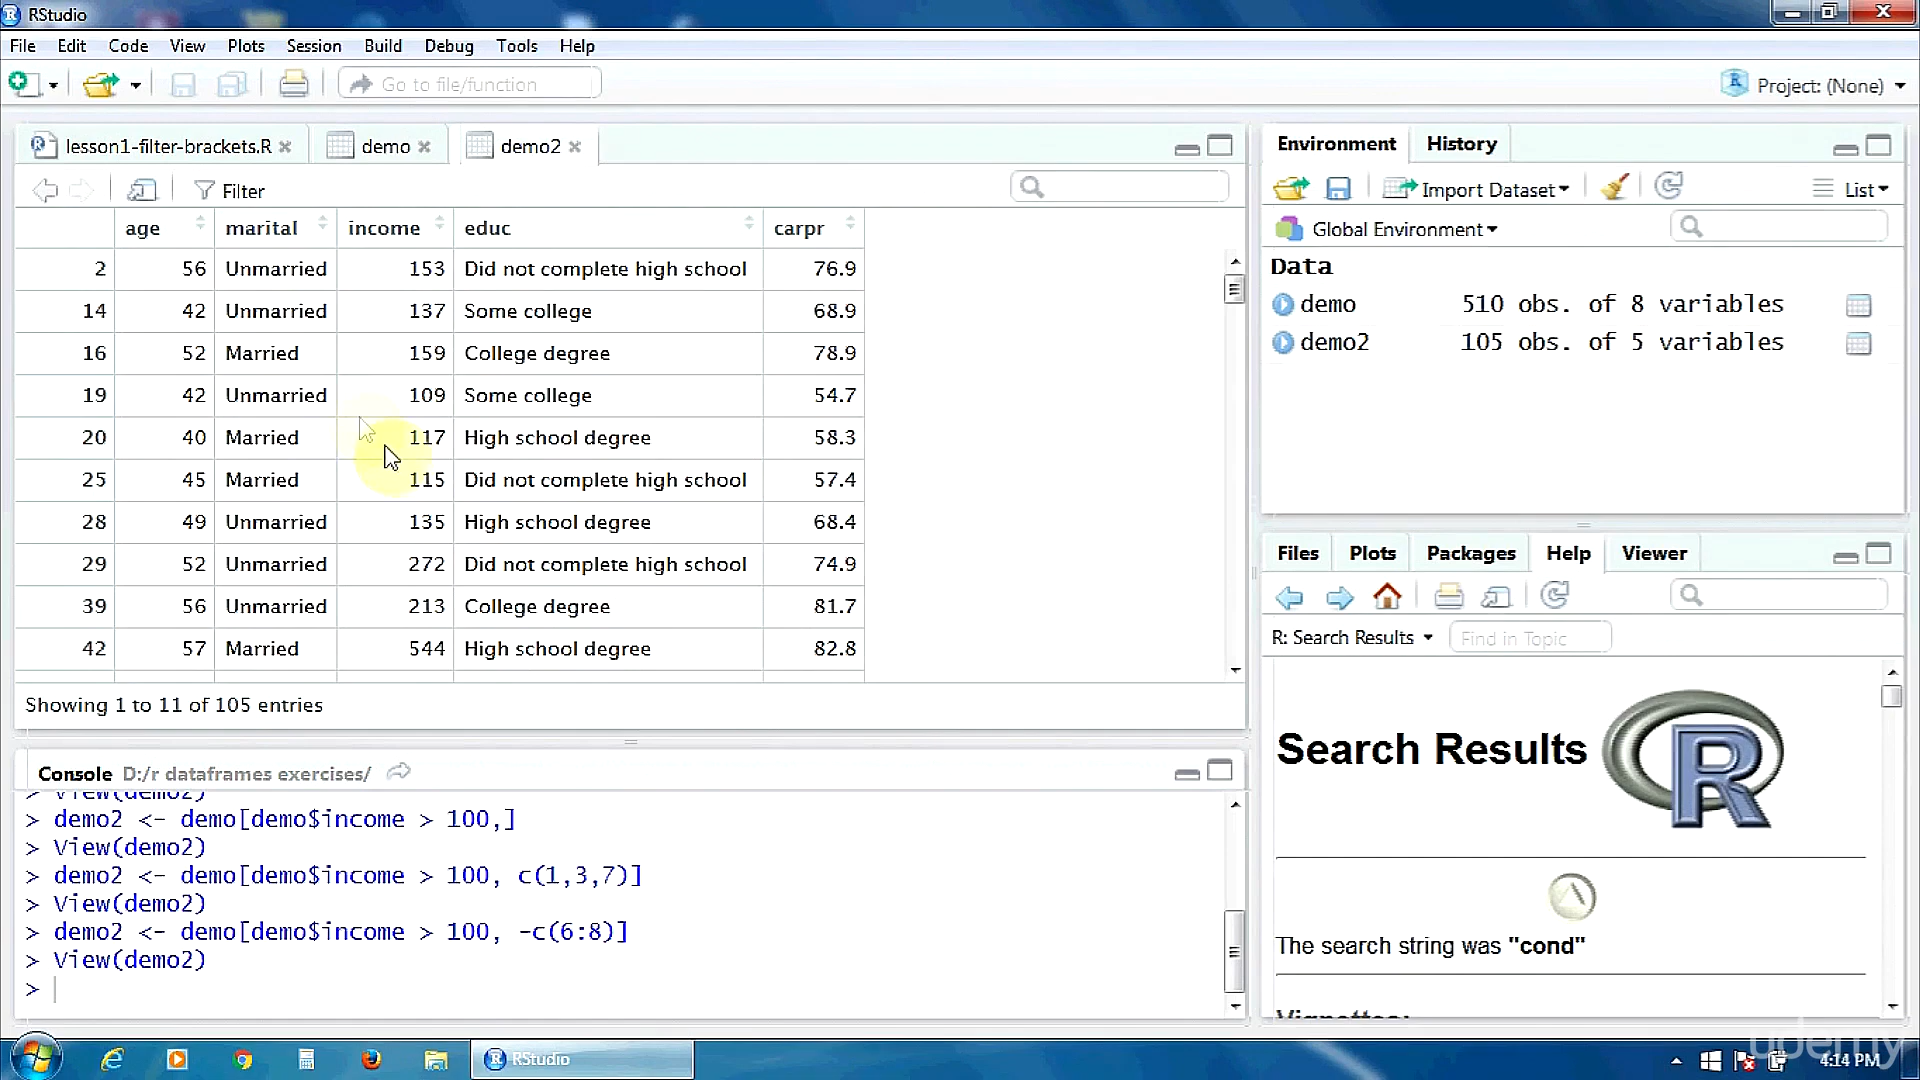 RStudio
File Edit Code View Plots Session Build Debug Tools Help
Go to file/function
Project: (None)
lesson1-filter-brackets.R demo demo2
Filter
age marital income educ carpr
2 56 Unmarried 153 Did not complete high school 76.9
14 42 Unmarried 137 Some college 68.9
16 52 Married 159 College degree 78.9
19 42 Unmarried 109 Some college 54.7
20 40 Married 117 High school degree 58.3
25 45 Married 115 Did not complete high school 57.4
28 49 Unmarried 135 High school degree 68.4
29 52 Unmarried 272 Did not complete high school 74.9
39 56 Unmarried 213 College degree 81.7
42 57 Married 544 High school degree 82.8
Showing 1 to 11 of 105 entries
Console D:/r dataframes exercises/
> View(demo2)
> demo2 <- demo[demo$income > 100,]
> View(demo2)
> demo2 <- demo[demo$income > 100, c(1,3,7)]
> View(demo2)
> demo2 <- demo[demo$income > 100, -c(6:8)]
> View(demo2)
>
Environment History
Import Dataset List
Global Environment
Data
demo 510 obs. of 8 variables
demo2 105 obs. of 5 variables
Files Plots Packages Help Viewer
R: Search Results Find in Topic
Search Results R
The search string was "cond"
Vignettes:
RStudio
4:14 PM
udemy